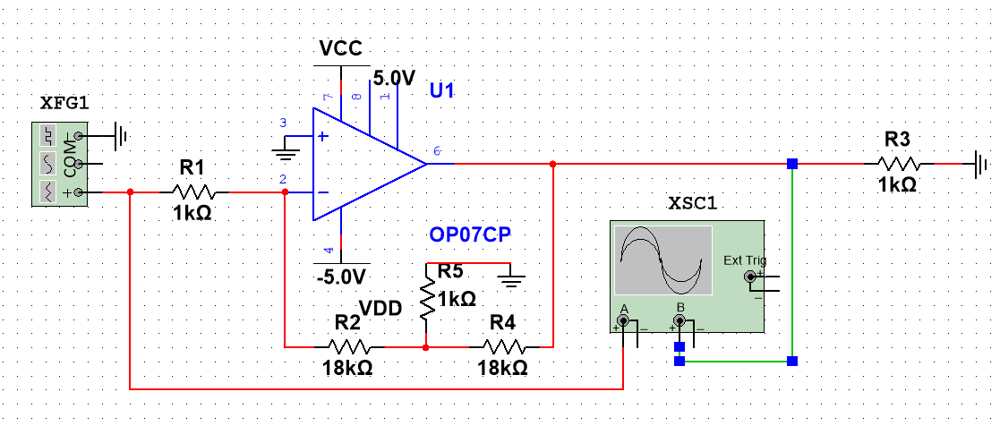 VCC
5.0V
U1
XFG1
7
8
1
3
+
6
R3
COM
R1
2
−
+
1kΩ
1kΩ
XSC1
OP07CP
4
-5.0V
R5
Ext Trig
+
1kΩ
−
VDD
A
B
R2
R4
+
−
+
−
18kΩ
18kΩ